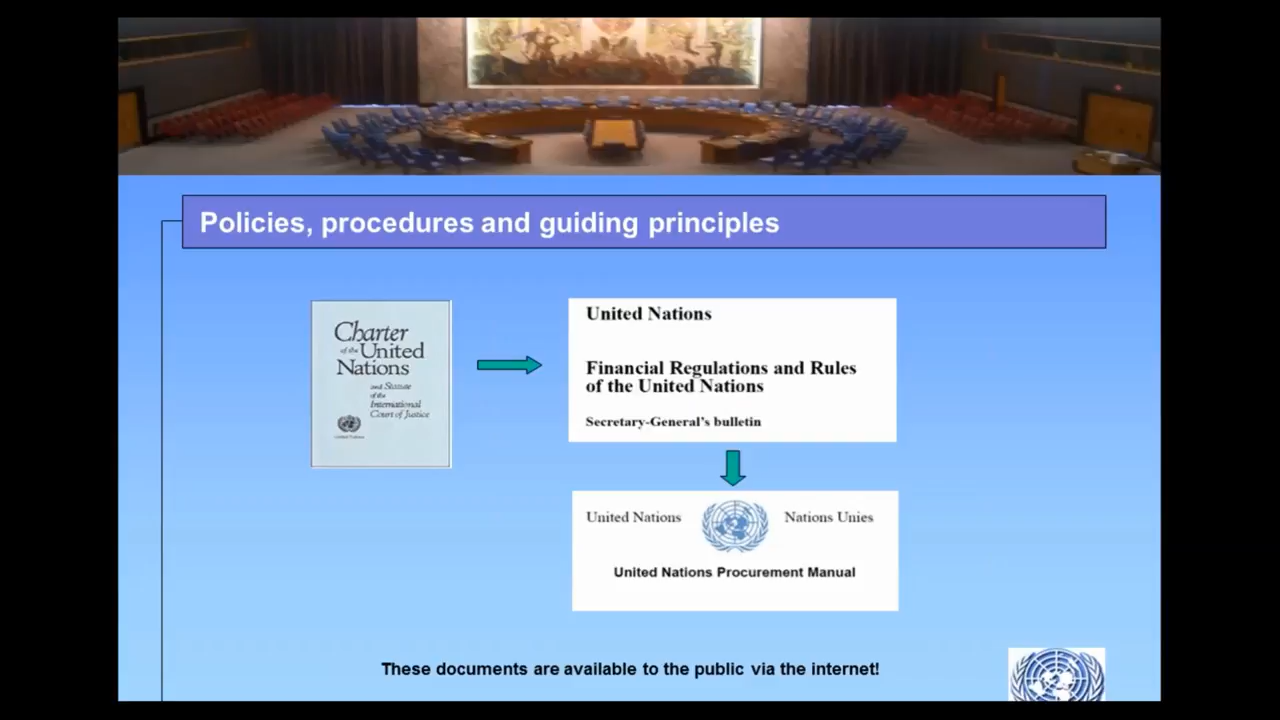 Policies, procedures and guiding principles
Charter
of the United
Nations
and Statute
of the
International
Court of Justice
United Nations
United Nations
Financial Regulations and Rules
of the United Nations
Secretary-General's bulletin
United Nations
Nations Unies
United Nations Procurement Manual
These documents are available to the public via the internet!